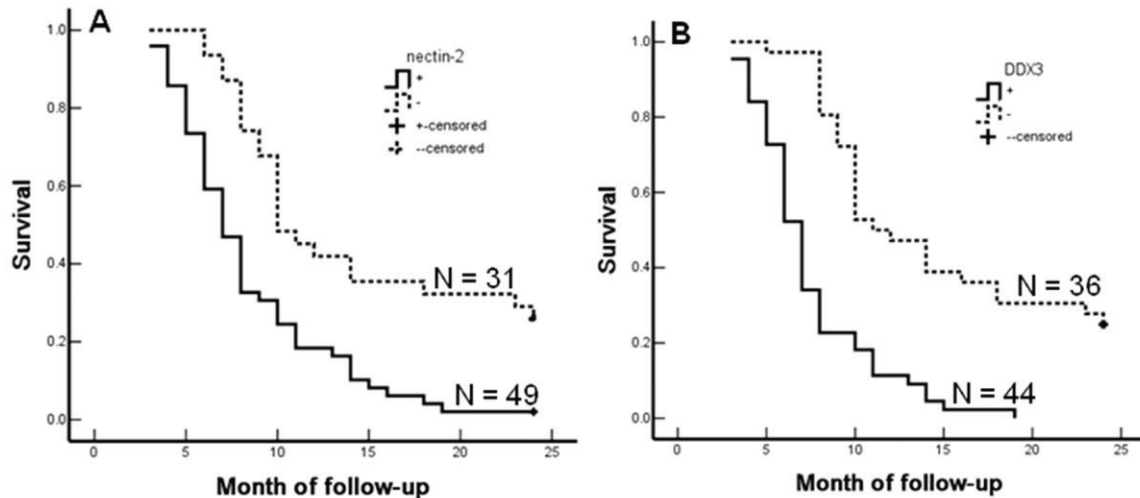 A
nectin-2
+
-
+-censored
--censored
1.0
0.8
0.6
0.4
0.2
0.0
Survival
N = 31
N = 49
0 5 10 15 20 25
Month of follow-up
B
DDX3
+
-
--censored
1.0
0.8
0.6
0.4
0.2
0.0
Survival
N = 36
N = 44
0 5 10 15 20 25
Month of follow-up